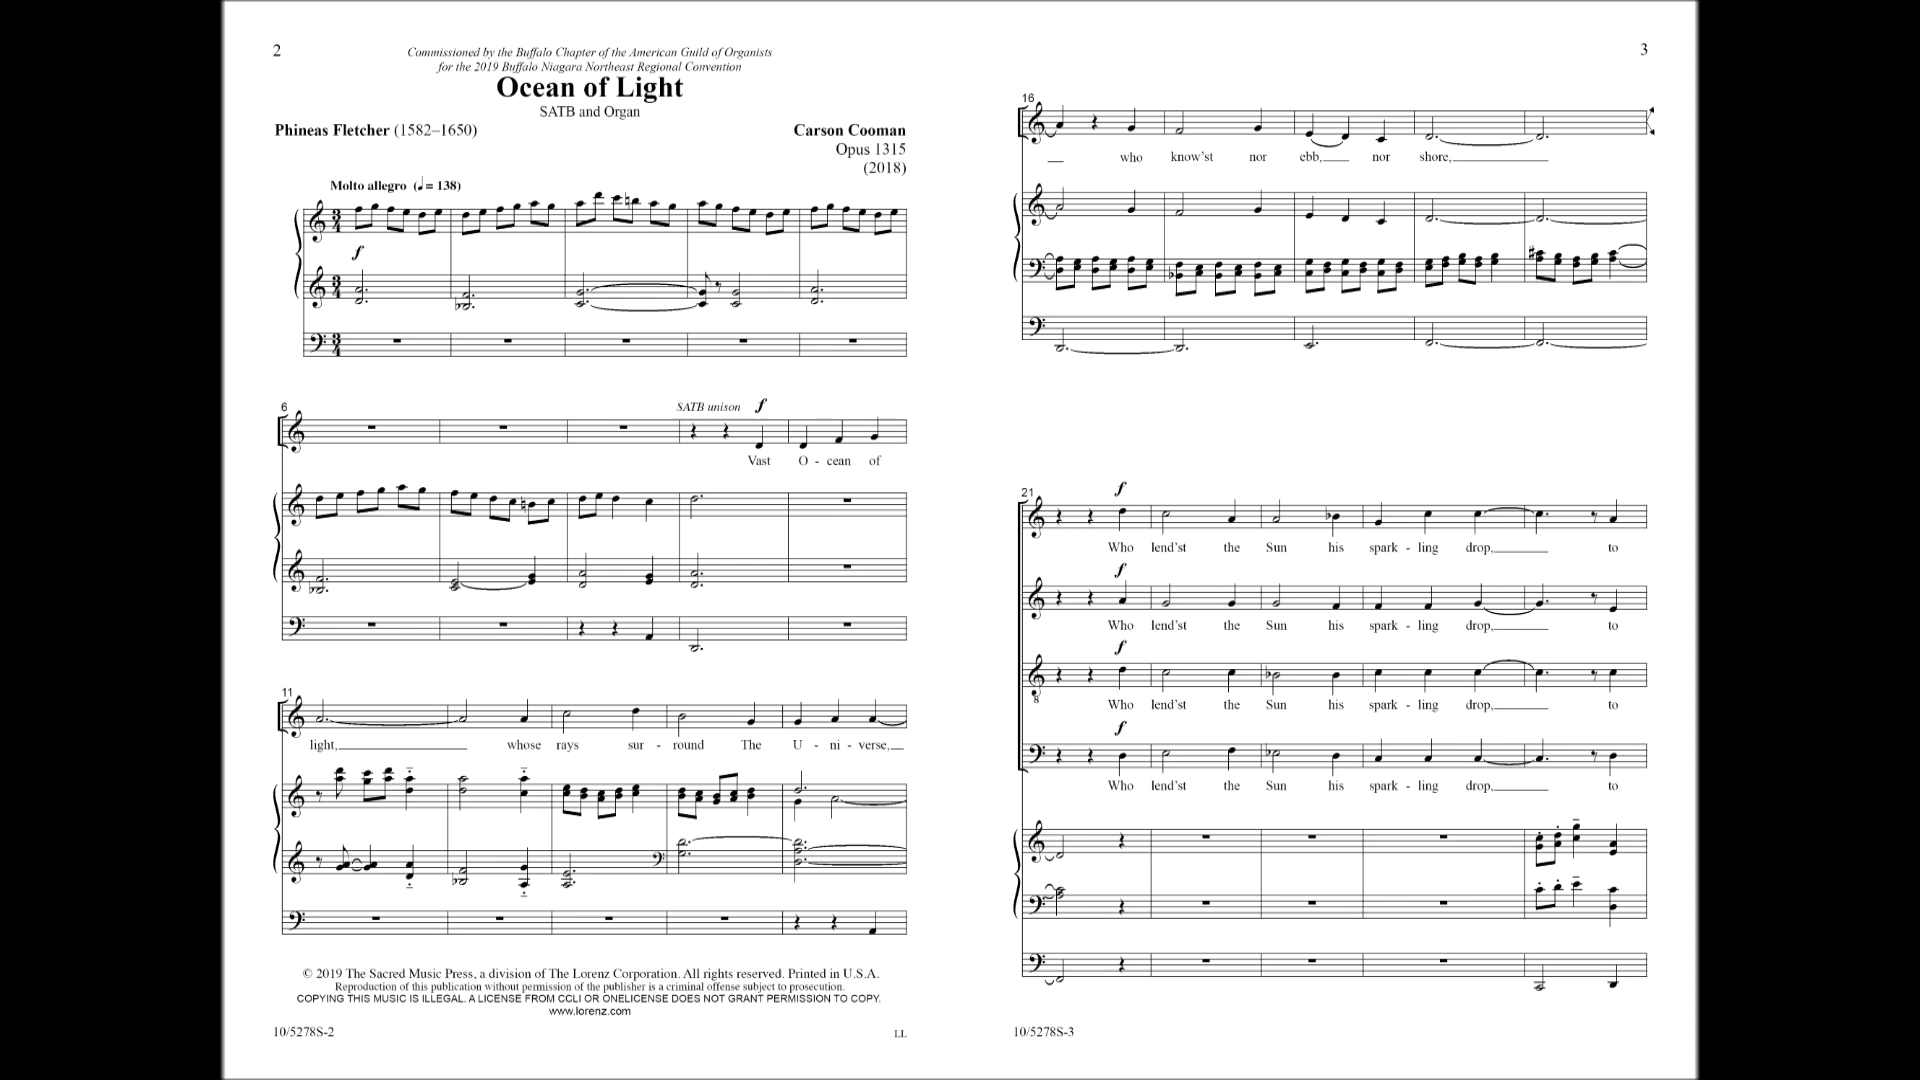 2
Commissioned by the Buffalo Chapter of the American Guild of Organists
for the 2019 Buffalo Niagara Northeast Regional Convention
Ocean of Light
SATB and Organ
Phineas Fletcher (1582–1650)
Carson Cooman
Opus 1315
(2018)
Molto allegro (♩= 138)
f
6
SATB unison f
Vast O - cean of
11
light, whose rays sur - round The U - ni - verse,
© 2019 The Sacred Music Press, a division of The Lorenz Corporation. All rights reserved. Printed in U.S.A.
Reproduction of this publication without permission of the publisher is a criminal offense subject to prosecution.
COPYING THIS MUSIC IS ILLEGAL. A LICENSE FROM CCLI OR ONELICENSE DOES NOT GRANT PERMISSION TO COPY.
www.lorenz.com
10/5278S-2
LL
3
16
who know'st nor ebb, nor shore,
21
f
Who lend'st the Sun his spark - ling drop, to
f
Who lend'st the Sun his spark - ling drop, to
f
8
Who lend'st the Sun his spark - ling drop, to
f
Who lend'st the Sun his spark - ling drop, to
10/5278S-3